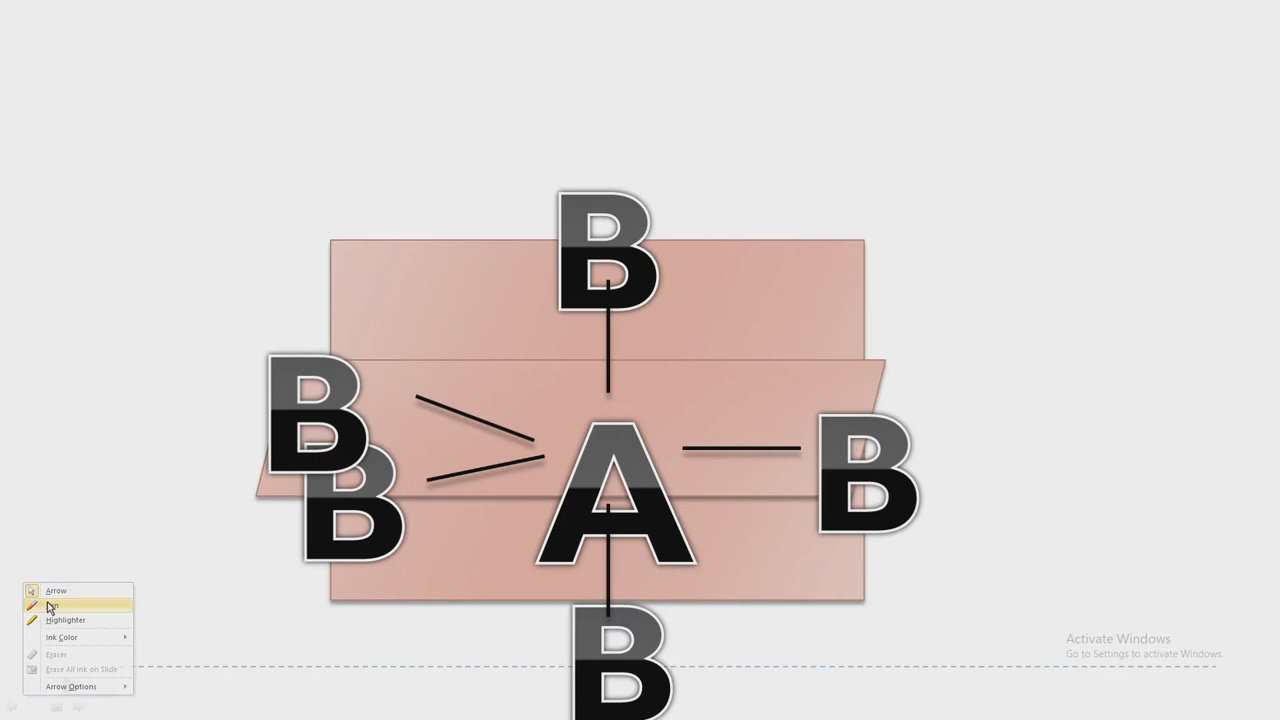 B
B
B
A
B
B
Arrow
Highlighter
Ink Color
Eraser
Erase All Ink on Slide
Arrow Options
Activate Windows
Go to Settings to activate Windows.